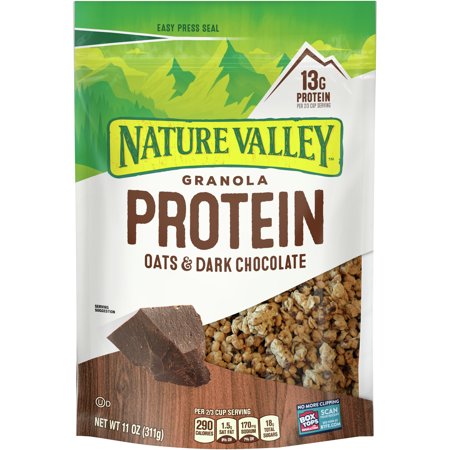 EASY PRESS SEAL
13G
PROTEIN
PER 2/3 CUP SERVING
NATURE VALLEY
GRANOLA
PROTEIN
OATS & DARK CHOCOLATE
SERVING
SUGGESTION
U D
PER 2/3 CUP SERVING
290
CALORIES
1.5g
SAT FAT
170mg
SODIUM
18g
TOTAL
SUGARS
NET WT 11 OZ (311g)
NO MORE CLIPPING
BOX
TOPS
SCAN